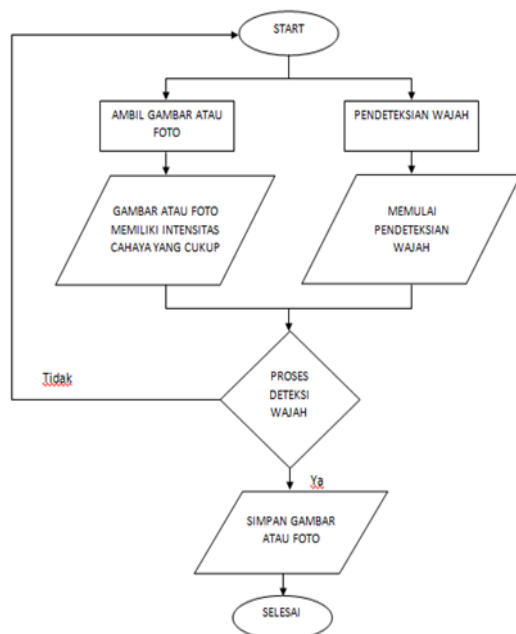 START
AMBIL GAMBAR ATAU
FOTO
PENDETEKSIAN WAJAH
GAMBAR ATAU FOTO
MEMILIKI INTENSITAS
CAHAYA YANG CUKUP
MEMULAI
PENDETEKSIAN
WAJAH
PROSES
DETEKSI
WAJAH
Tidak
Ya
SIMPAN GAMBAR
ATAU FOTO
SELESAI